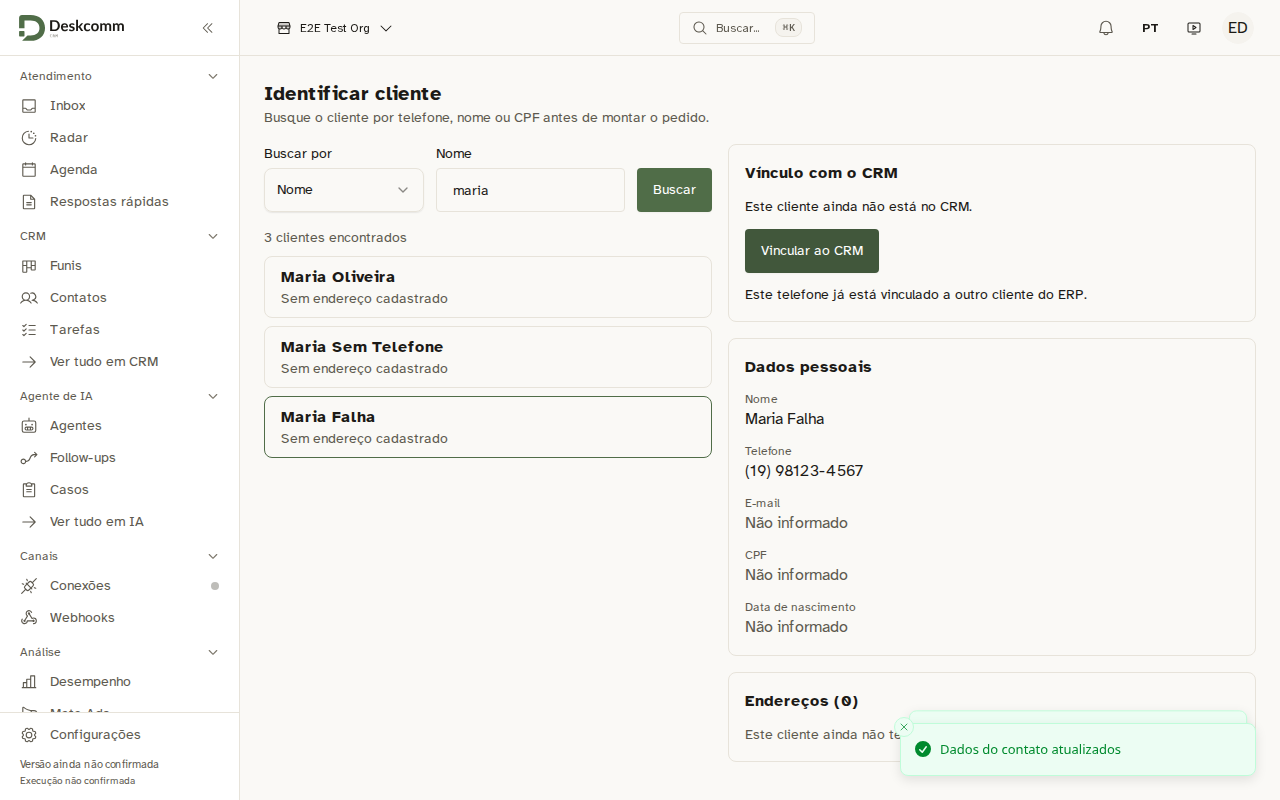 Deskcomm
E2E Test Org
Buscar...
⌘K
PT
ED
Atendimento
Inbox
Radar
Agenda
Respostas rápidas
CRM
Funis
Contatos
Tarefas
Ver tudo em CRM
Agente de IA
Agentes
Follow-ups
Casos
Ver tudo em IA
Canais
Conexões
Webhooks
Análise
Desempenho
Configurações
Versão ainda não confirmada
Execução não confirmada
Identificar cliente
Busque o cliente por telefone, nome ou CPF antes de montar o pedido.
Buscar por
Nome
Nome
maria
Buscar
3 clientes encontrados
Maria Oliveira
Sem endereço cadastrado
Maria Sem Telefone
Sem endereço cadastrado
Maria Falha
Sem endereço cadastrado
Vínculo com o CRM
Este cliente ainda não está no CRM.
Vincular ao CRM
Este telefone já está vinculado a outro cliente do ERP.
Dados pessoais
Nome
Maria Falha
Telefone
(19) 98123-4567
E-mail
Não informado
CPF
Não informado
Data de nascimento
Não informado
Endereços (0)
Este cliente ainda não
Dados do contato atualizados